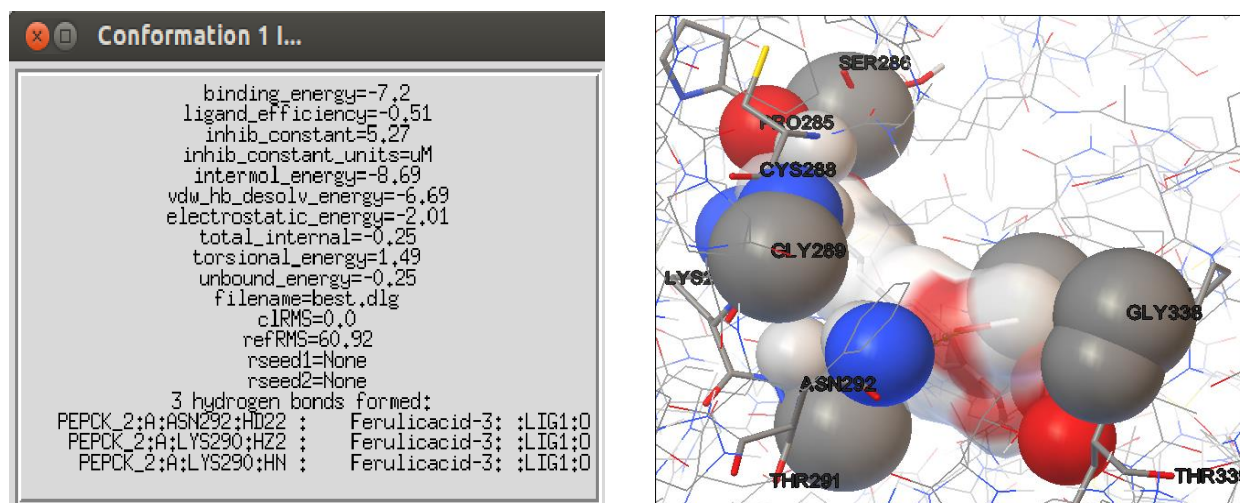 Conformation 1 I...
binding_energy=-7.2
ligand_efficiency=-0.51
inhib_constant=5.27
inhib_constant_units=uM
intermol_energy=-8.69
vdw_hb_desolv_energy=-6.69
electrostatic_energy=-2.01
total_internal=-0.25
torsional_energy=1.49
unbound_energy=-0.25
filename=best.dlg
clRMS=0.0
refRMS=60.92
rseed1=None
rseed2=None
3 hydrogen bonds formed:
PEPCK_2:A:ASN292:HD22 : Ferulicacid-3: :LIG1:O
PEPCK_2:A:LYS290:HZ2 : Ferulicacid-3: :LIG1:O
PEPCK_2:A:LYS290:HN : Ferulicacid-3: :LIG1:O
SER286
PRO285
CYS288
GLY289
GLY338
ASN292
THR291